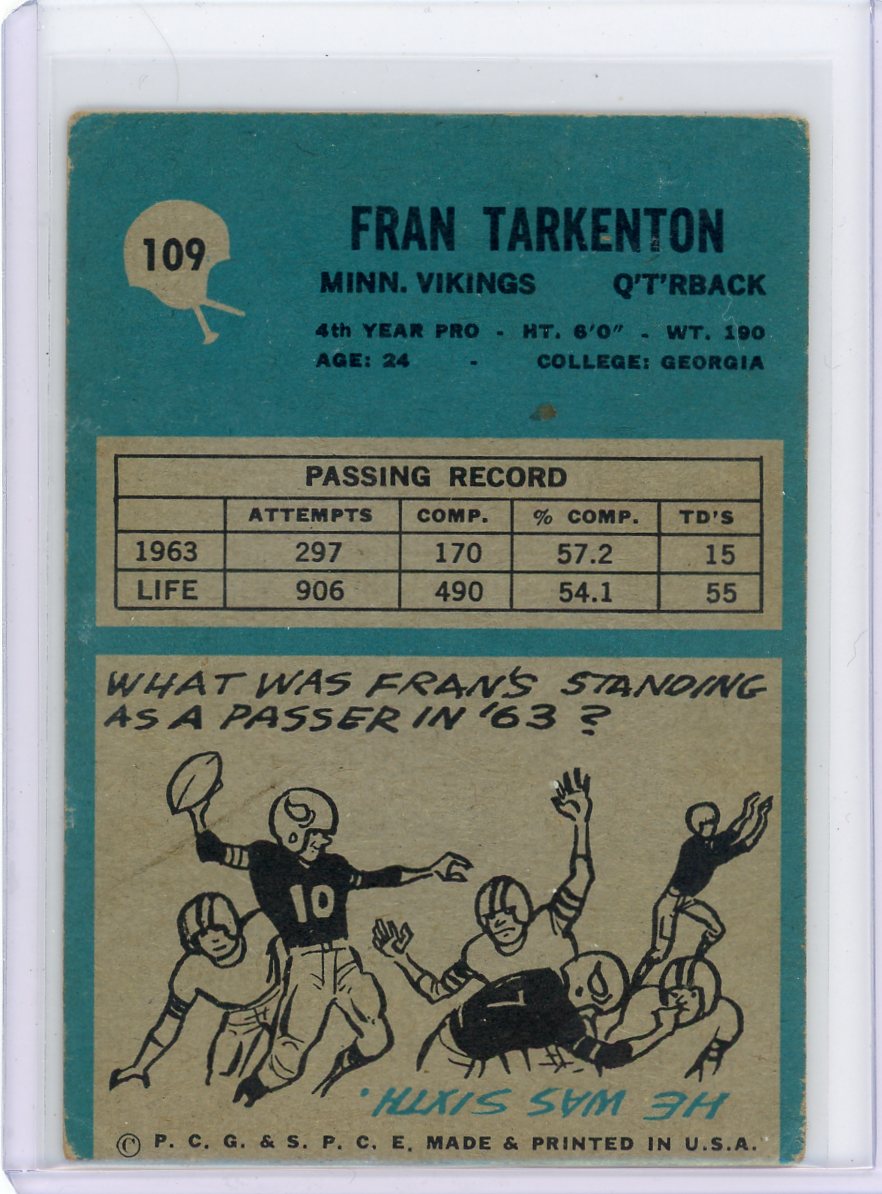 109
FRAN TARKENTON
MINN. VIKINGS Q'T'RBACK
4th YEAR PRO - HT. 6'0" - WT. 190
AGE: 24 - COLLEGE: GEORGIA
PASSING RECORD
ATTEMPTS COMP. % COMP. TD'S
1963 297 170 57.2 15
LIFE 906 490 54.1 55
WHAT WAS FRAN'S STANDING
AS A PASSER IN '63?
10
7
HE WAS SIXTH.
© P. C. G. & S. P. C. E. MADE & PRINTED IN U.S.A.